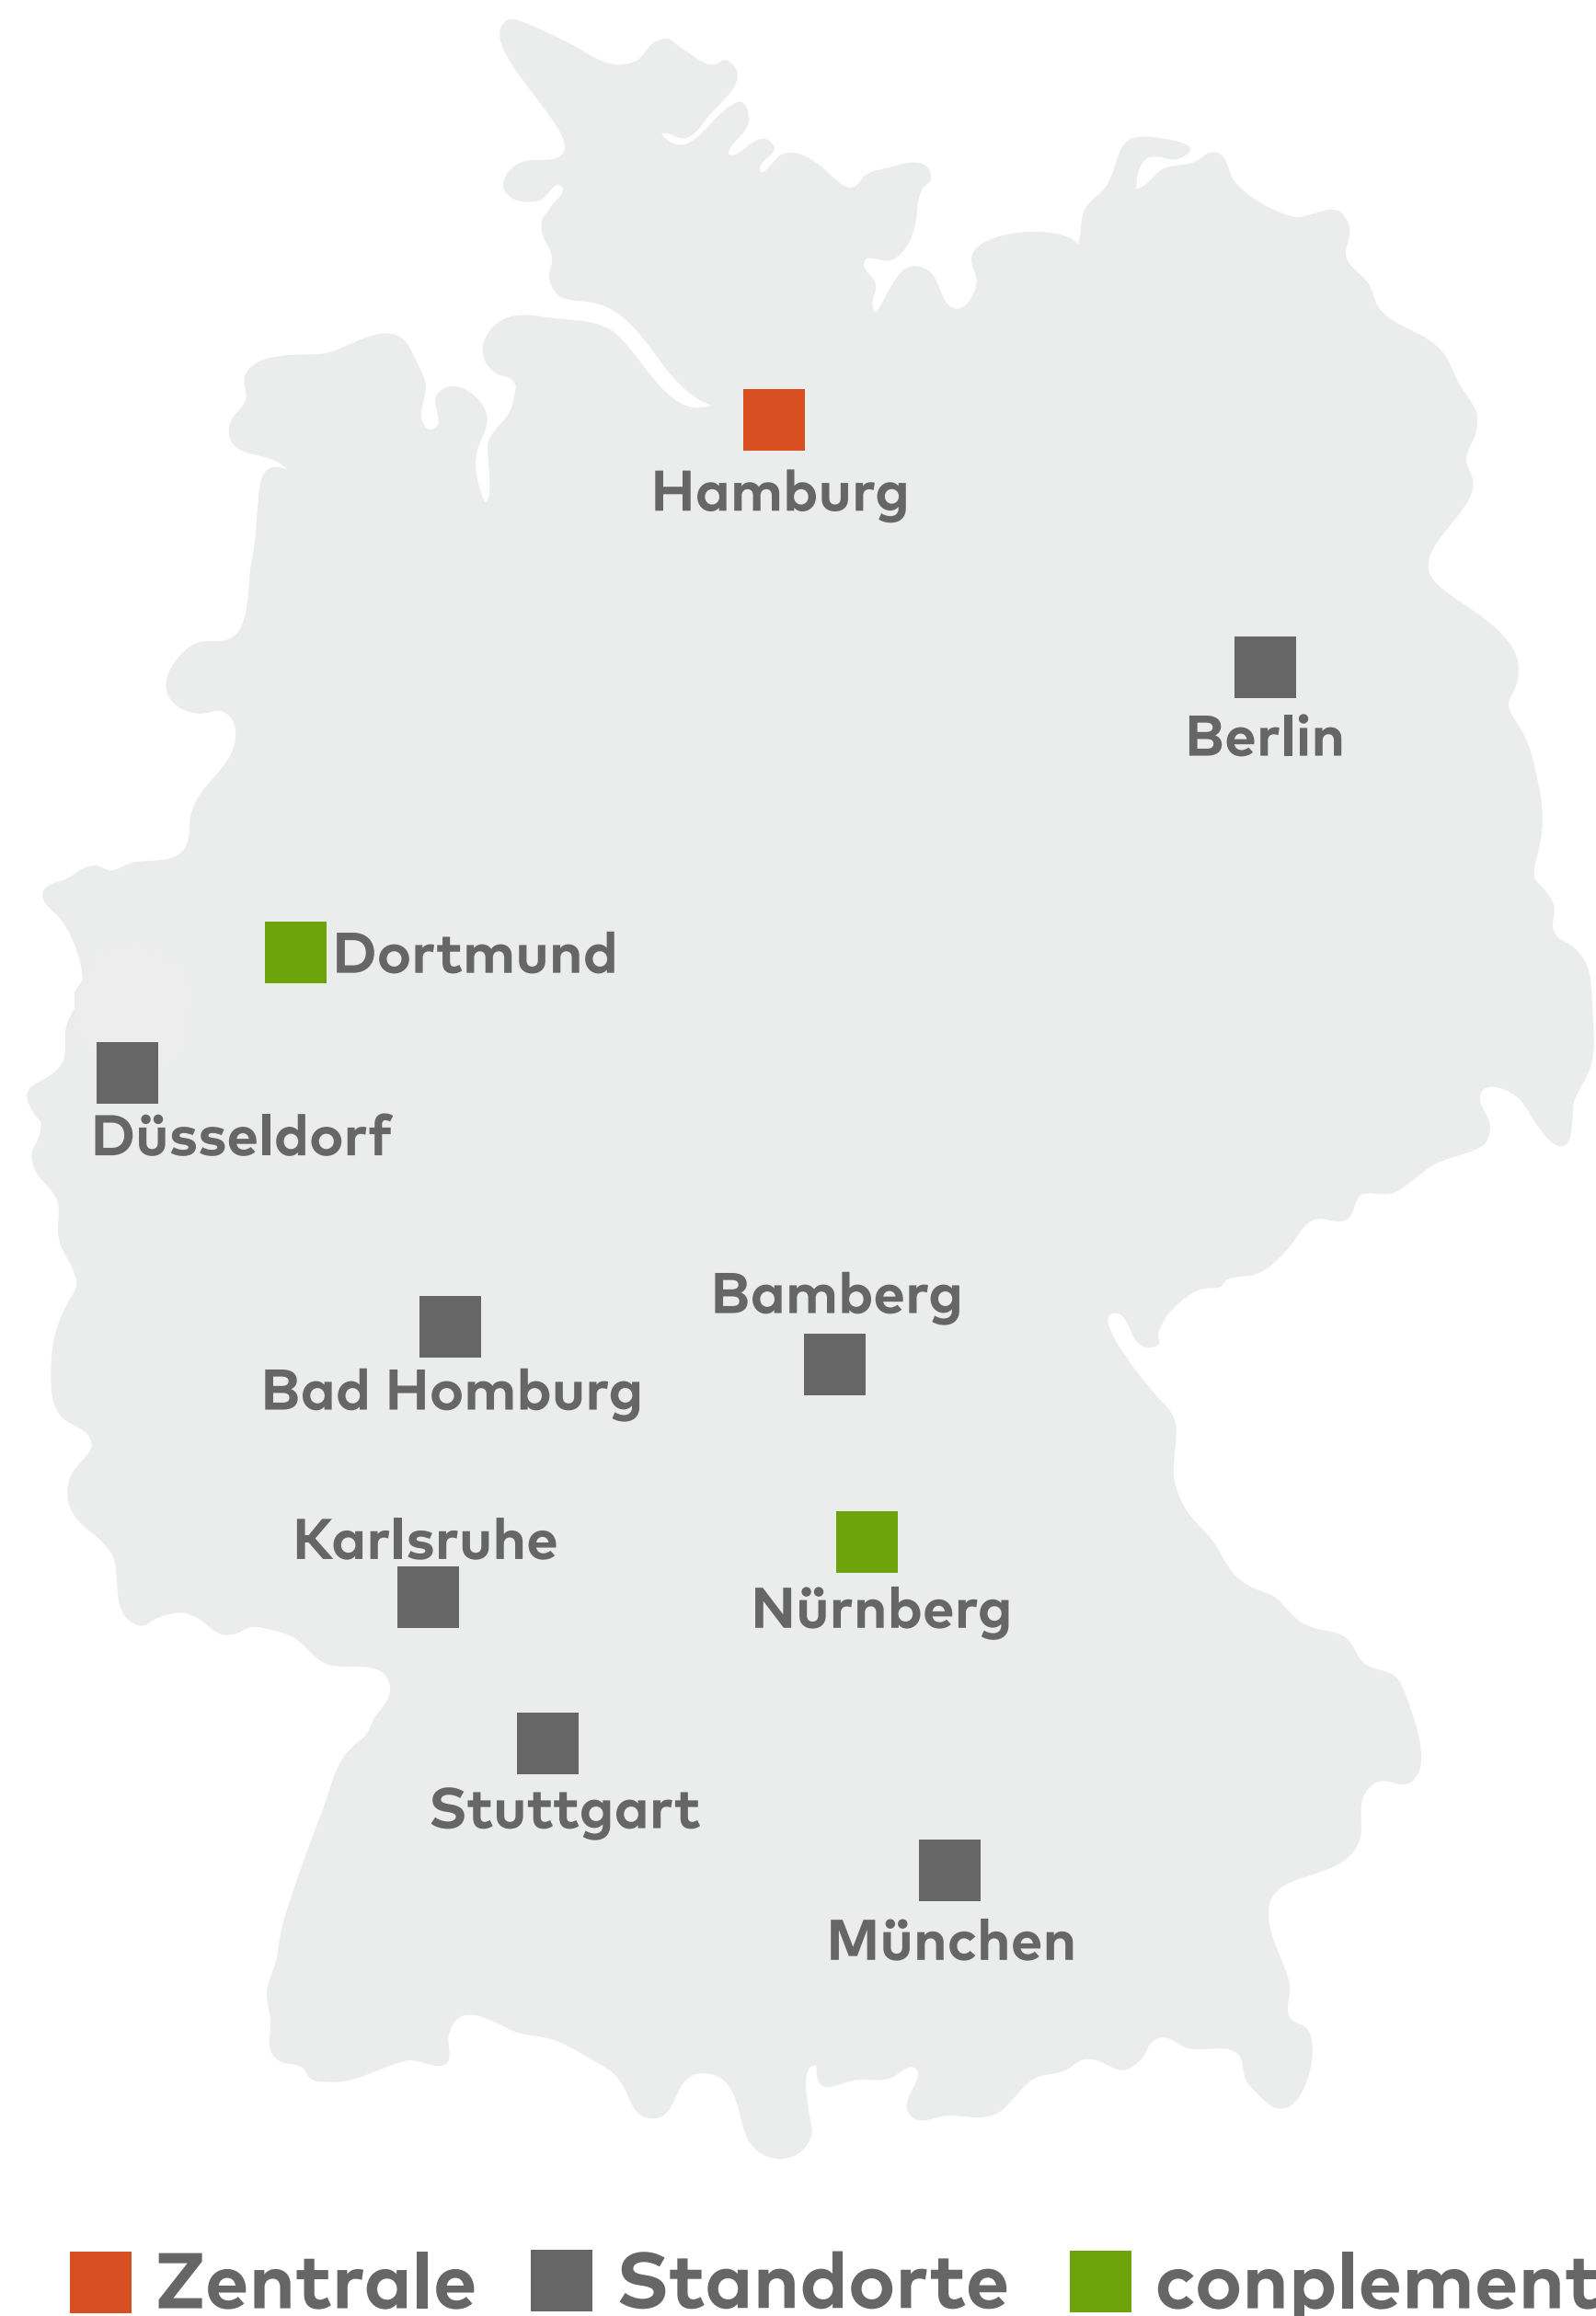 Hamburg
Berlin
Dortmund
Düsseldorf
Bamberg
Bad Homburg
Karlsruhe
Nürnberg
Stuttgart
München
Zentrale Standorte conplement